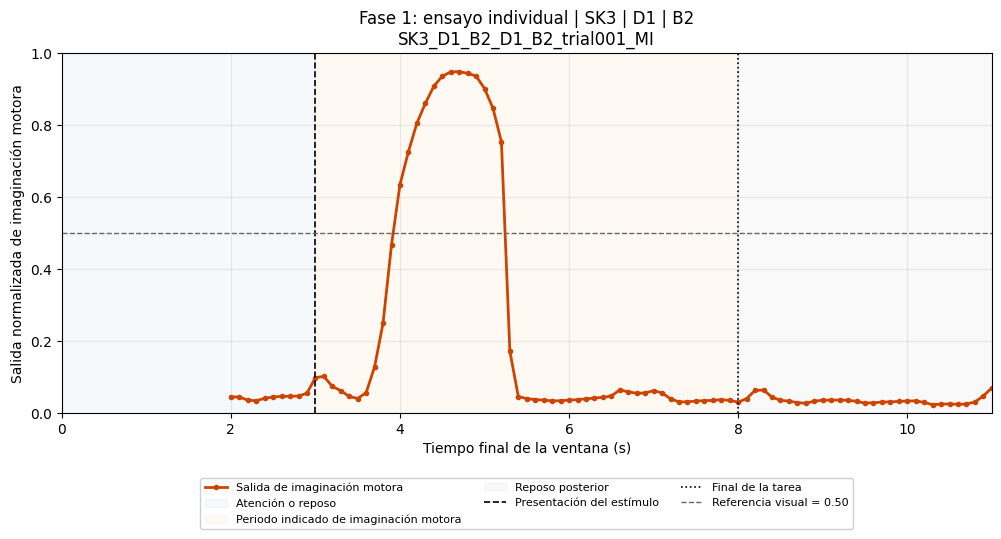 Fase 1: ensayo individual | SK3 | D1 | B2
SK3_D1_B2_D1_B2_trial001_MI
Salida normalizada de imaginación motora
1.0
0.8
0.6
0.4
0.2
0.0
0
2
4
6
8
10
Tiempo final de la ventana (s)
Salida de imaginación motora
Atención o reposo
Periodo indicado de imaginación motora
Reposo posterior
Presentación del estímulo
Final de la tarea
Referencia visual = 0.50